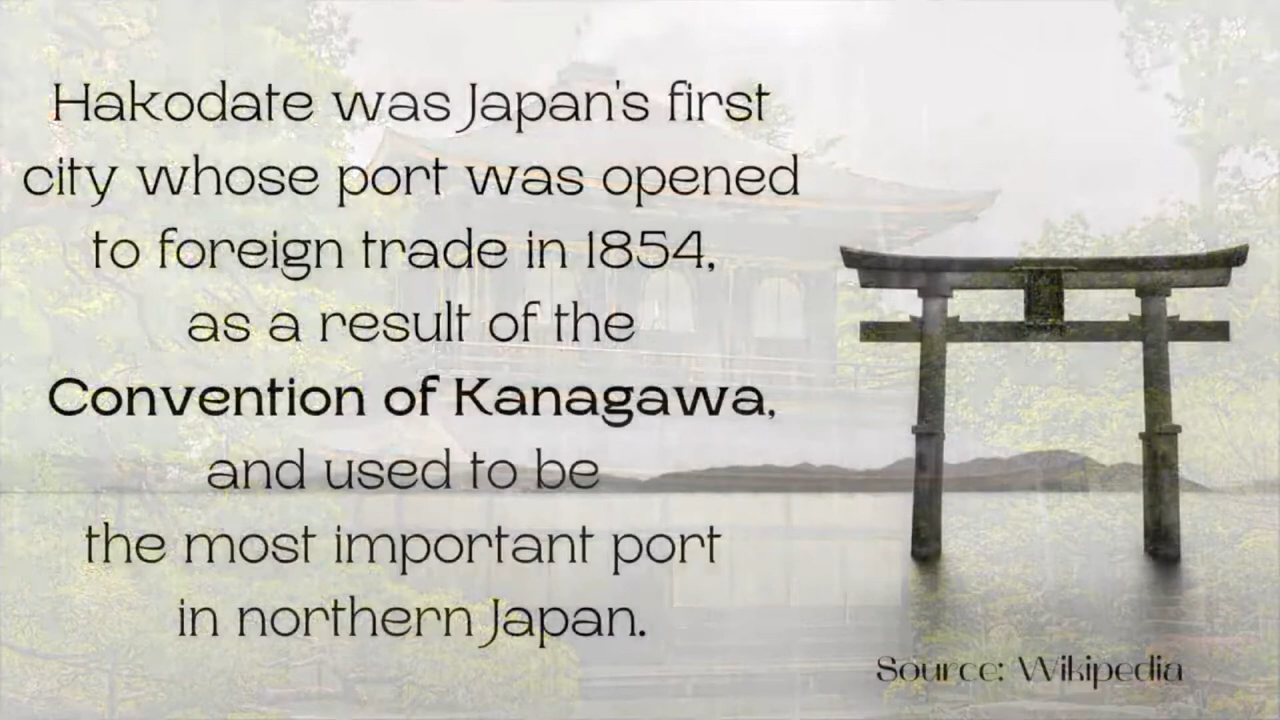 Hakodate was Japan's first
city whose port was opened
to foreign trade in 1854,
as a result of the
Convention of Kanagawa,
and used to be
the most important port
in northern Japan.
Source: Wikipedia